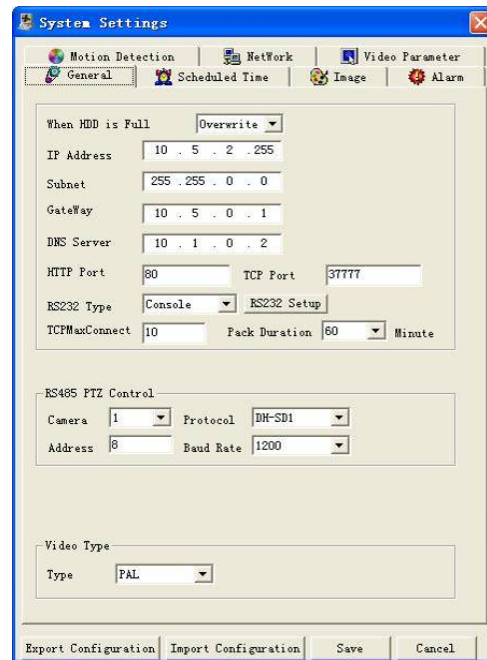 System Settings
Motion Detection NetWork Video Parameter
General Scheduled Time Image Alarm
When HDD is Full Overwrite
IP Address 10 . 5 . 2 .255
Subnet 255 .255 . 0 . 0
GateWay 10 . 5 . 0 . 1
DNS Server 10 . 1 . 0 . 2
HTTP Port 80 TCP Port 37777
RS232 Type Console RS232 Setup
TCPMaxConnect 10 Pack Duration 60 Minute
RS485 PTZ Control
Camera 1 Protocol DH-SD1
Address 8 Baud Rate 1200
Video Type
Type PAL
Export Configuration Import Configuration Save Cancel